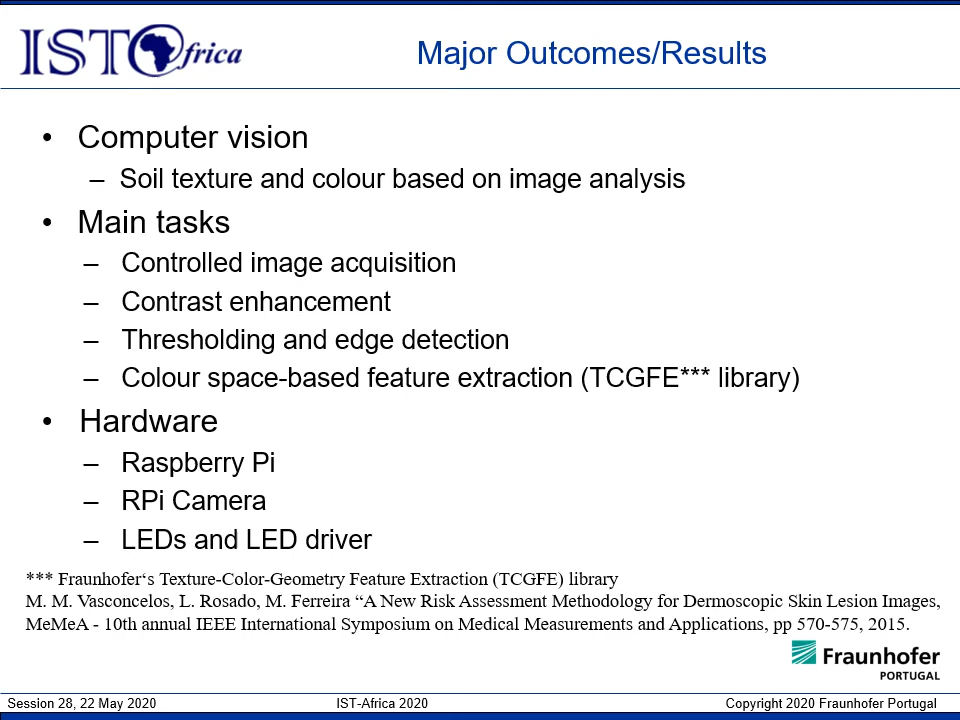 IST Africa
Major Outcomes/Results
• Computer vision
– Soil texture and colour based on image analysis
• Main tasks
– Controlled image acquisition
– Contrast enhancement
– Thresholding and edge detection
– Colour space-based feature extraction (TCGFE*** library)
• Hardware
– Raspberry Pi
– RPi Camera
– LEDs and LED driver
*** Fraunhofer‘s Texture-Color-Geometry Feature Extraction (TCGFE) library
M. M. Vasconcelos, L. Rosado, M. Ferreira “A New Risk Assessment Methodology for Dermoscopic Skin Lesion Images,
MeMeA - 10th annual IEEE International Symposium on Medical Measurements and Applications, pp 570-575, 2015.
Fraunhofer
PORTUGAL
Session 28, 22 May 2020
IST-Africa 2020
Copyright 2020 Fraunhofer Portugal